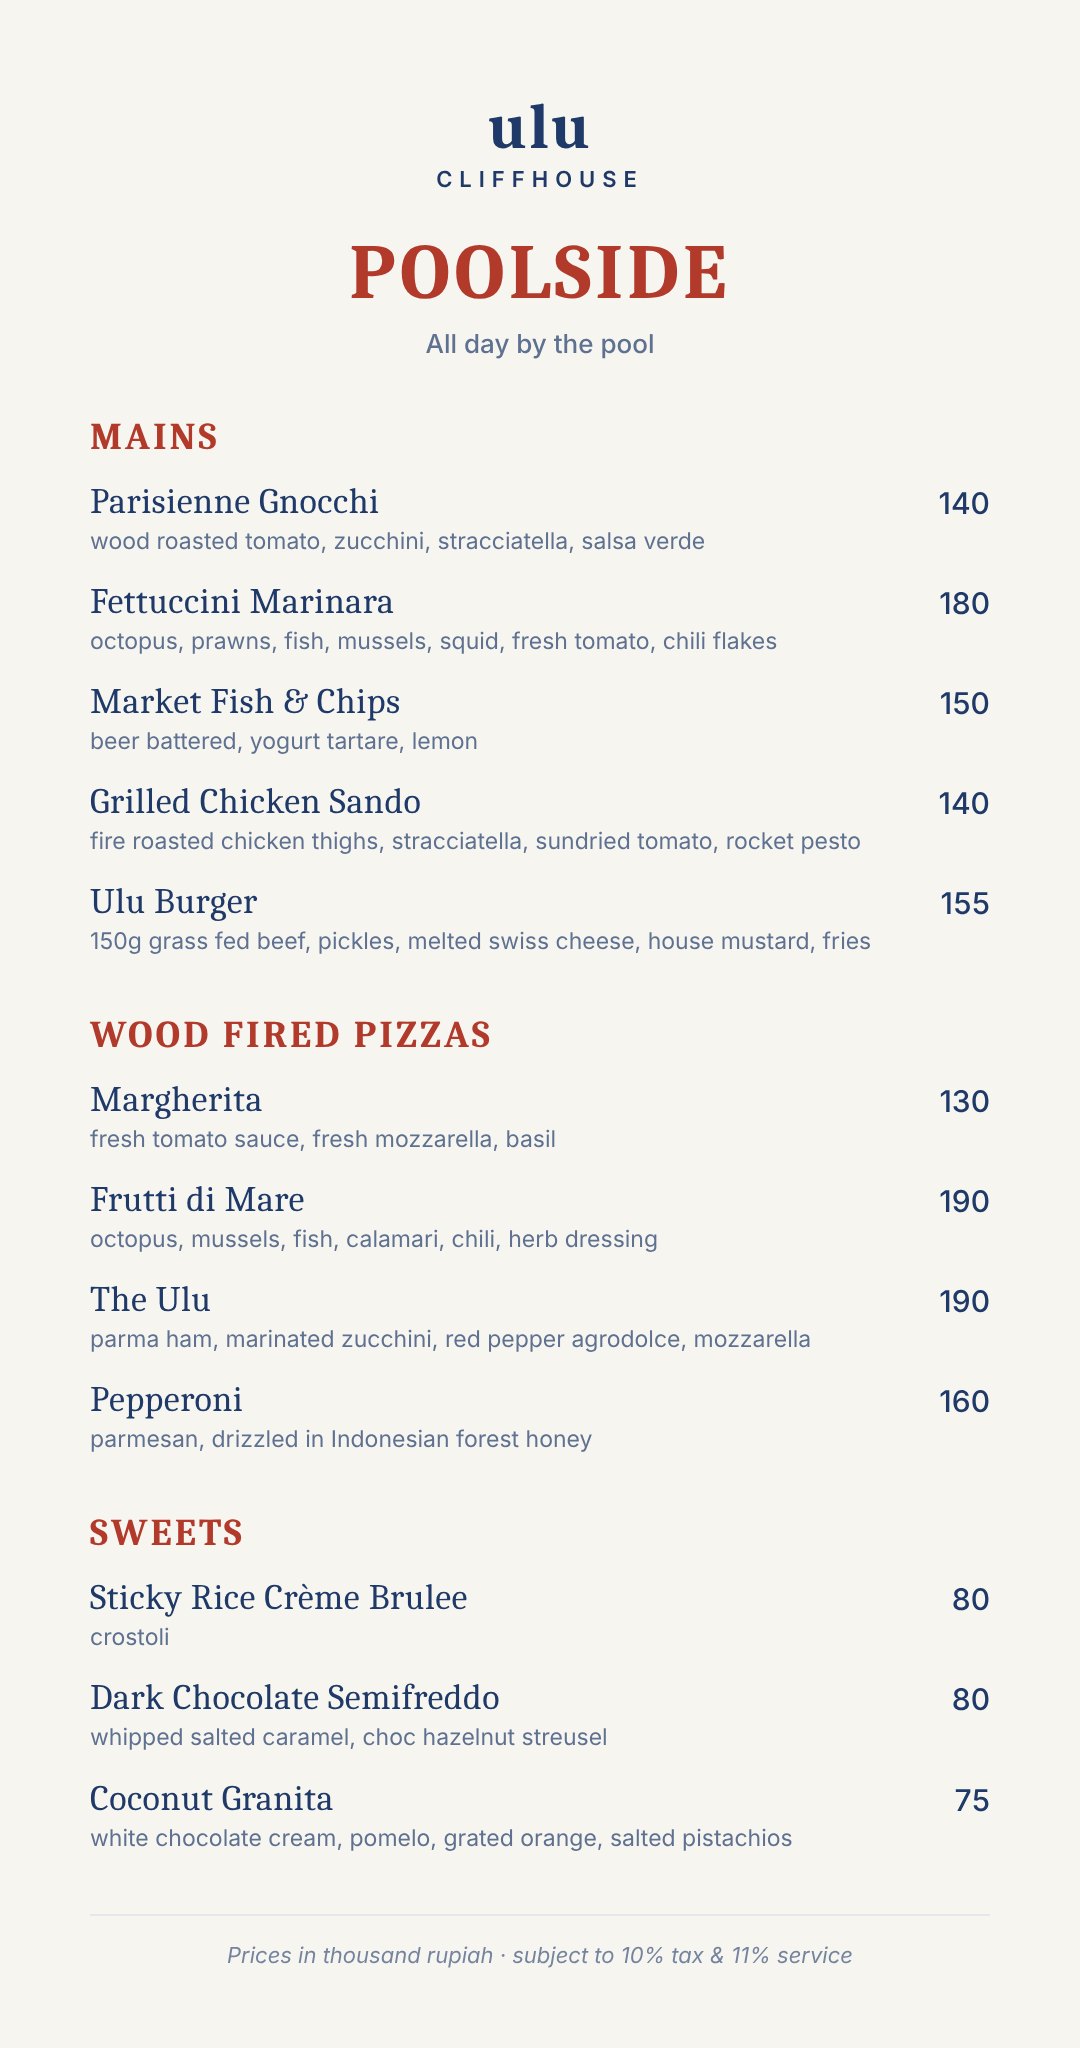 ulu
CLIFFHOUSE
POOLSIDE
All day by the pool
MAINS
Parisienne Gnocchi 140
wood roasted tomato, zucchini, stracciatella, salsa verde
Fettuccini Marinara 180
octopus, prawns, fish, mussels, squid, fresh tomato, chili flakes
Market Fish & Chips 150
beer battered, yogurt tartare, lemon
Grilled Chicken Sando 140
fire roasted chicken thighs, stracciatella, sundried tomato, rocket pesto
Ulu Burger 155
150g grass fed beef, pickles, melted swiss cheese, house mustard, fries
WOOD FIRED PIZZAS
Margherita 130
fresh tomato sauce, fresh mozzarella, basil
Frutti di Mare 190
octopus, mussels, fish, calamari, chili, herb dressing
The Ulu 190
parma ham, marinated zucchini, red pepper agrodolce, mozzarella
Pepperoni 160
parmesan, drizzled in Indonesian forest honey
SWEETS
Sticky Rice Crème Brulee 80
crostoli
Dark Chocolate Semifreddo 80
whipped salted caramel, choc hazelnut streusel
Coconut Granita 75
white chocolate cream, pomelo, grated orange, salted pistachios
Prices in thousand rupiah · subject to 10% tax & 11% service